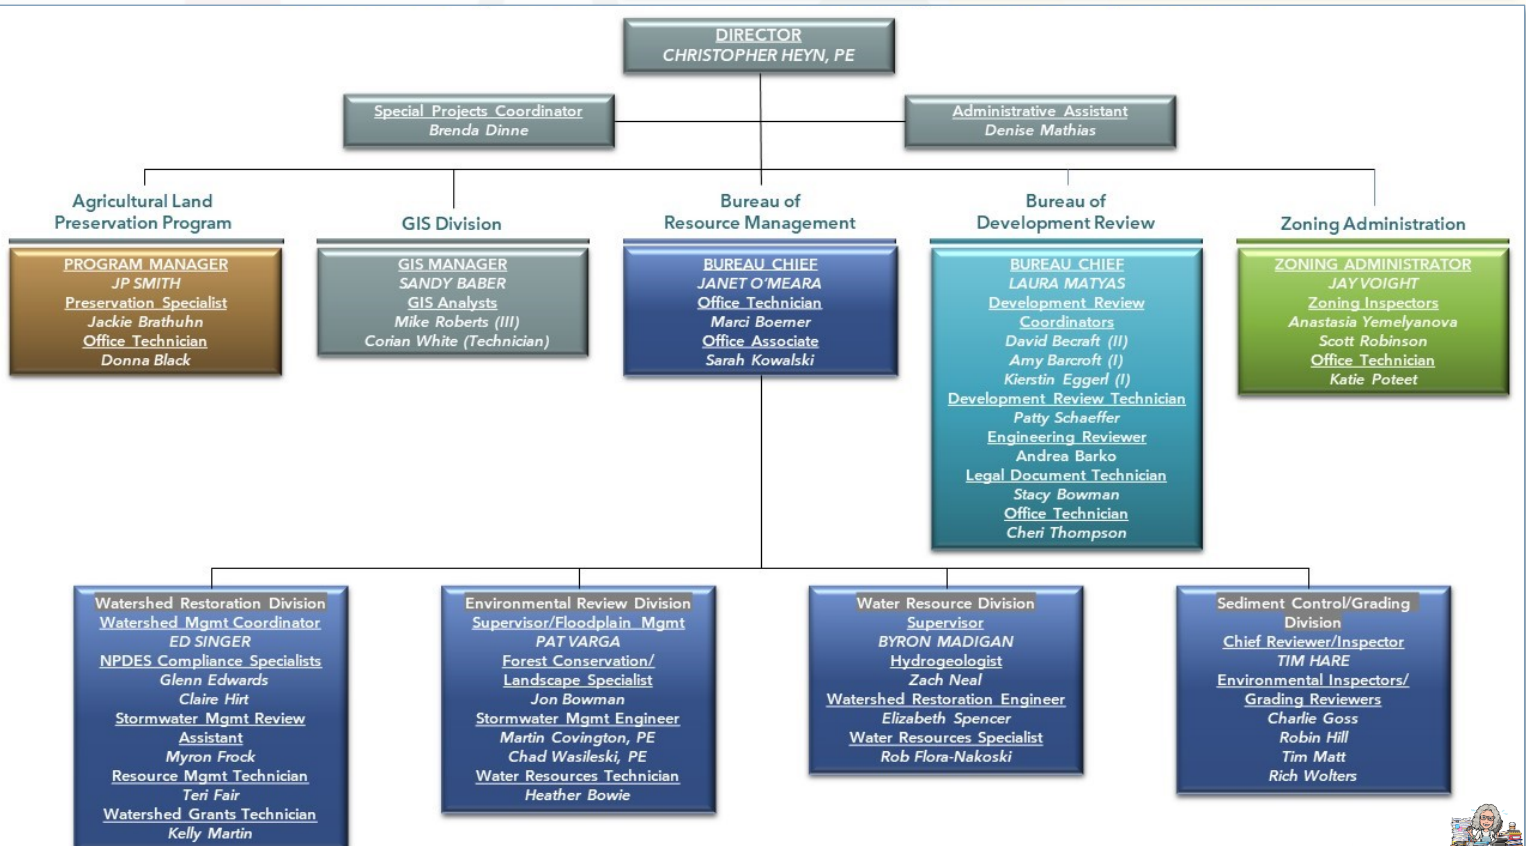 DIRECTOR
CHRISTOPHER HEYN, PE
Special Projects Coordinator
Brenda Dinne
Administrative Assistant
Denise Mathias
Agricultural Land
Preservation Program
PROGRAM MANAGER
JP SMITH
Preservation Specialist
Jackie Brathuhn
Office Technician
Donna Black
GIS Division
GIS MANAGER
SANDY BABER
GIS Analysts
Mike Roberts (III)
Corian White (Technician)
Bureau of
Resource Management
BUREAU CHIEF
JANET O'MEARA
Office Technician
Marci Boerner
Office Associate
Sarah Kowalski
Bureau of
Development Review
BUREAU CHIEF
LAURA MATYAS
Development Review
Coordinators
David Becraft (II)
Amy Barcroft (I)
Kierstin Eggerl (I)
Development Review Technician
Patty Schaeffer
Engineering Reviewer
Andrea Barko
Legal Document Technician
Stacy Bowman
Office Technician
Cheri Thompson
Zoning Administration
ZONING ADMINISTRATOR
JAY VOIGHT
Zoning Inspectors
Anastasia Yemelyanova
Scott Robinson
Office Technician
Katie Poteet
Watershed Restoration Division
Watershed Mgmt Coordinator
ED SINGER
NPDES Compliance Specialists
Glenn Edwards
Claire Hirt
Stormwater Mgmt Review
Assistant
Myron Frock
Resource Mgmt Technician
Teri Fair
Watershed Grants Technician
Kelly Martin
Environmental Review Division
Supervisor/Floodplain Mgmt
PAT VARGA
Forest Conservation/
Landscape Specialist
Jon Bowman
Stormwater Mgmt Engineer
Martin Covington, PE
Chad Wasileski, PE
Water Resources Technician
Heather Bowie
Water Resource Division
Supervisor
BYRON MADIGAN
Hydrogeologist
Zach Neal
Watershed Restoration Engineer
Elizabeth Spencer
Water Resources Specialist
Rob Flora-Nakoski
Sediment Control/Grading
Division
Chief Reviewer/Inspector
TIM HARE
Environmental Inspectors/
Grading Reviewers
Charlie Goss
Robin Hill
Tim Matt
Rich Wolters